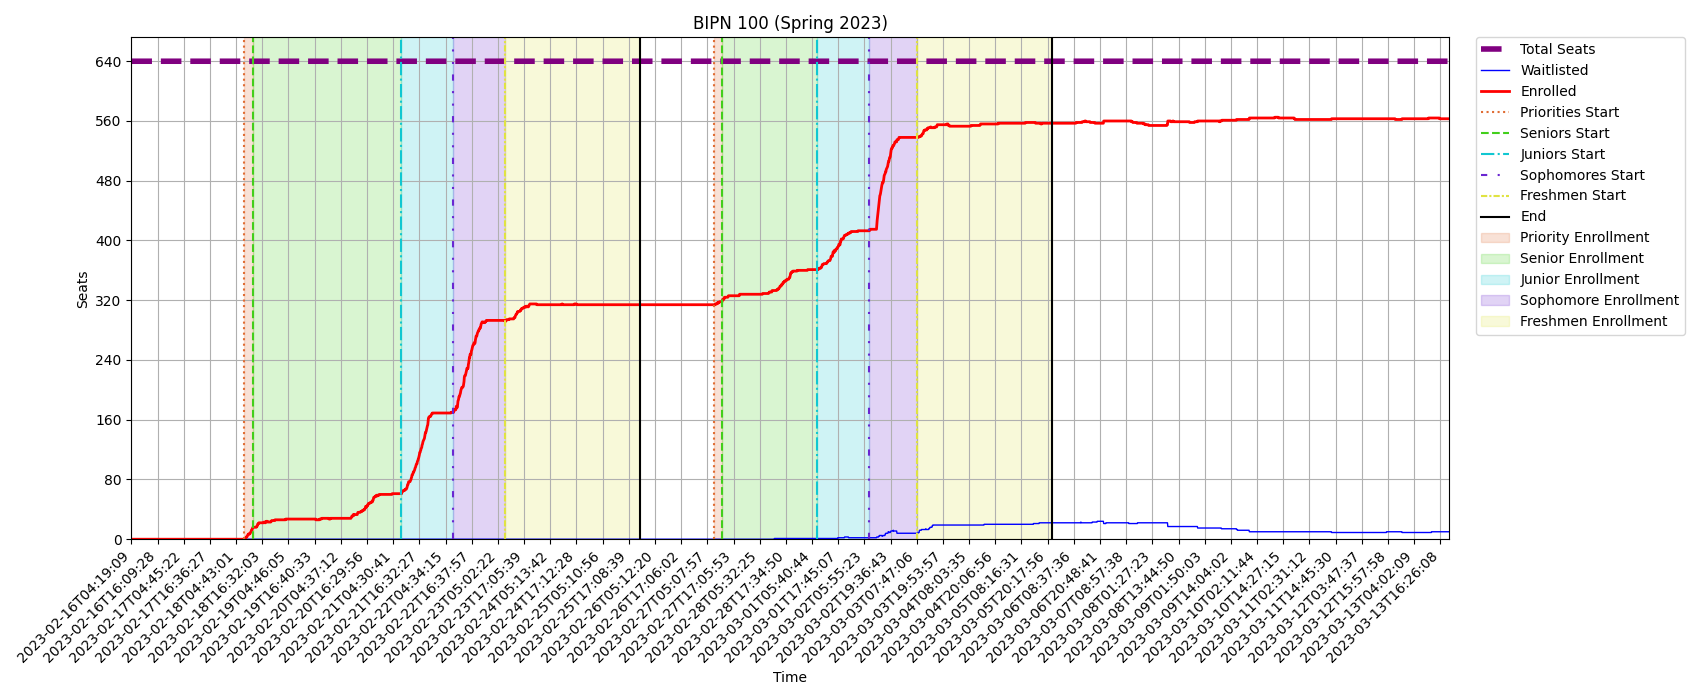 BIPN 100 (Spring 2023)
Seats
640
560
480
400
320
240
160
80
0
2023-02-16T04:19:09
2023-02-16T16:09:28
2023-02-17T04:45:22
2023-02-17T16:36:27
2023-02-18T04:43:01
2023-02-18T16:32:03
2023-02-19T04:46:05
2023-02-19T16:40:33
2023-02-20T04:37:12
2023-02-20T16:29:56
2023-02-21T04:30:41
2023-02-21T16:32:27
2023-02-22T04:34:15
2023-02-22T16:37:57
2023-02-23T05:02:22
2023-02-23T17:05:39
2023-02-24T05:13:42
2023-02-24T17:12:28
2023-02-25T05:10:56
2023-02-25T17:08:39
2023-02-26T05:12:20
2023-02-26T17:06:02
2023-02-27T05:07:57
2023-02-27T17:05:53
2023-02-28T05:32:25
2023-02-28T17:34:50
2023-03-01T05:40:44
2023-03-01T17:45:07
2023-03-02T05:55:23
2023-03-02T19:36:43
2023-03-03T07:47:06
2023-03-03T19:53:57
2023-03-04T08:03:35
2023-03-04T20:06:56
2023-03-05T08:16:31
2023-03-05T20:17:56
2023-03-06T08:37:36
2023-03-06T20:48:41
2023-03-07T08:57:38
2023-03-08T01:27:23
2023-03-08T13:44:50
2023-03-09T01:50:03
2023-03-09T14:04:02
2023-03-10T02:11:44
2023-03-10T14:27:15
2023-03-11T02:31:12
2023-03-11T14:45:30
2023-03-12T03:47:37
2023-03-12T15:57:58
2023-03-13T04:02:09
2023-03-13T16:26:08
Time
Total Seats
Waitlisted
Enrolled
Priorities Start
Seniors Start
Juniors Start
Sophomores Start
Freshmen Start
End
Priority Enrollment
Senior Enrollment
Junior Enrollment
Sophomore Enrollment
Freshmen Enrollment